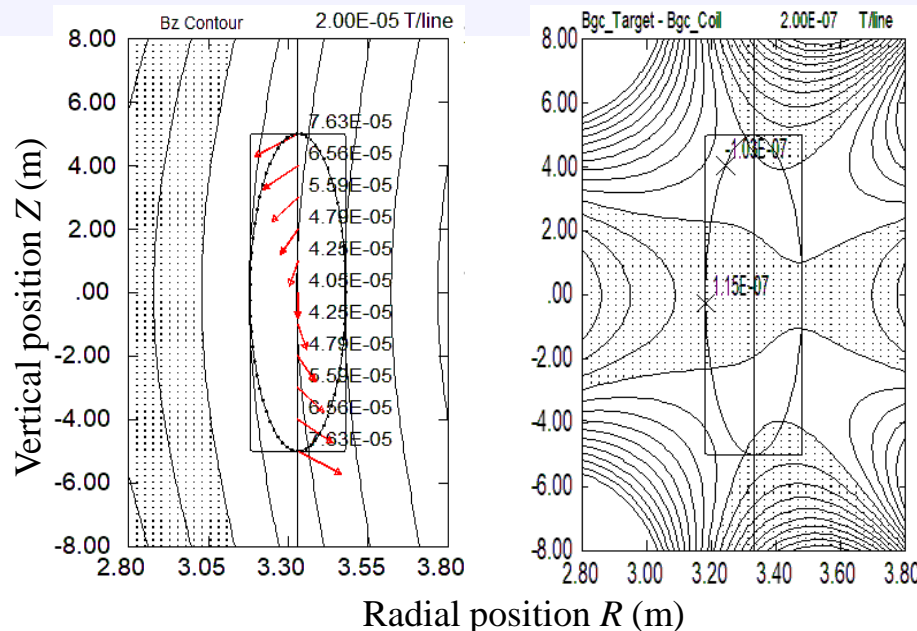 Bz Contour 2.00E-05 T/line
8.00
6.00
4.00
2.00
.00
-2.00
-4.00
-6.00
-8.00
7.63E-05
6.56E-05
5.59E-05
4.79E-05
4.25E-05
4.05E-05
4.25E-05
4.79E-05
5.59E-05
6.56E-05
7.63E-05
2.80 3.05 3.30 3.55 3.80
Vertical position Z (m)
Bgc_Target - Bgc_Coil 2.00E-07 T/line
8.00
6.00
4.00
2.00
.00
-2.00
-4.00
-6.00
-8.00
-1.03E-07
1.15E-07
2.80 3.00 3.20 3.40 3.60 3.80
Radial position R (m)